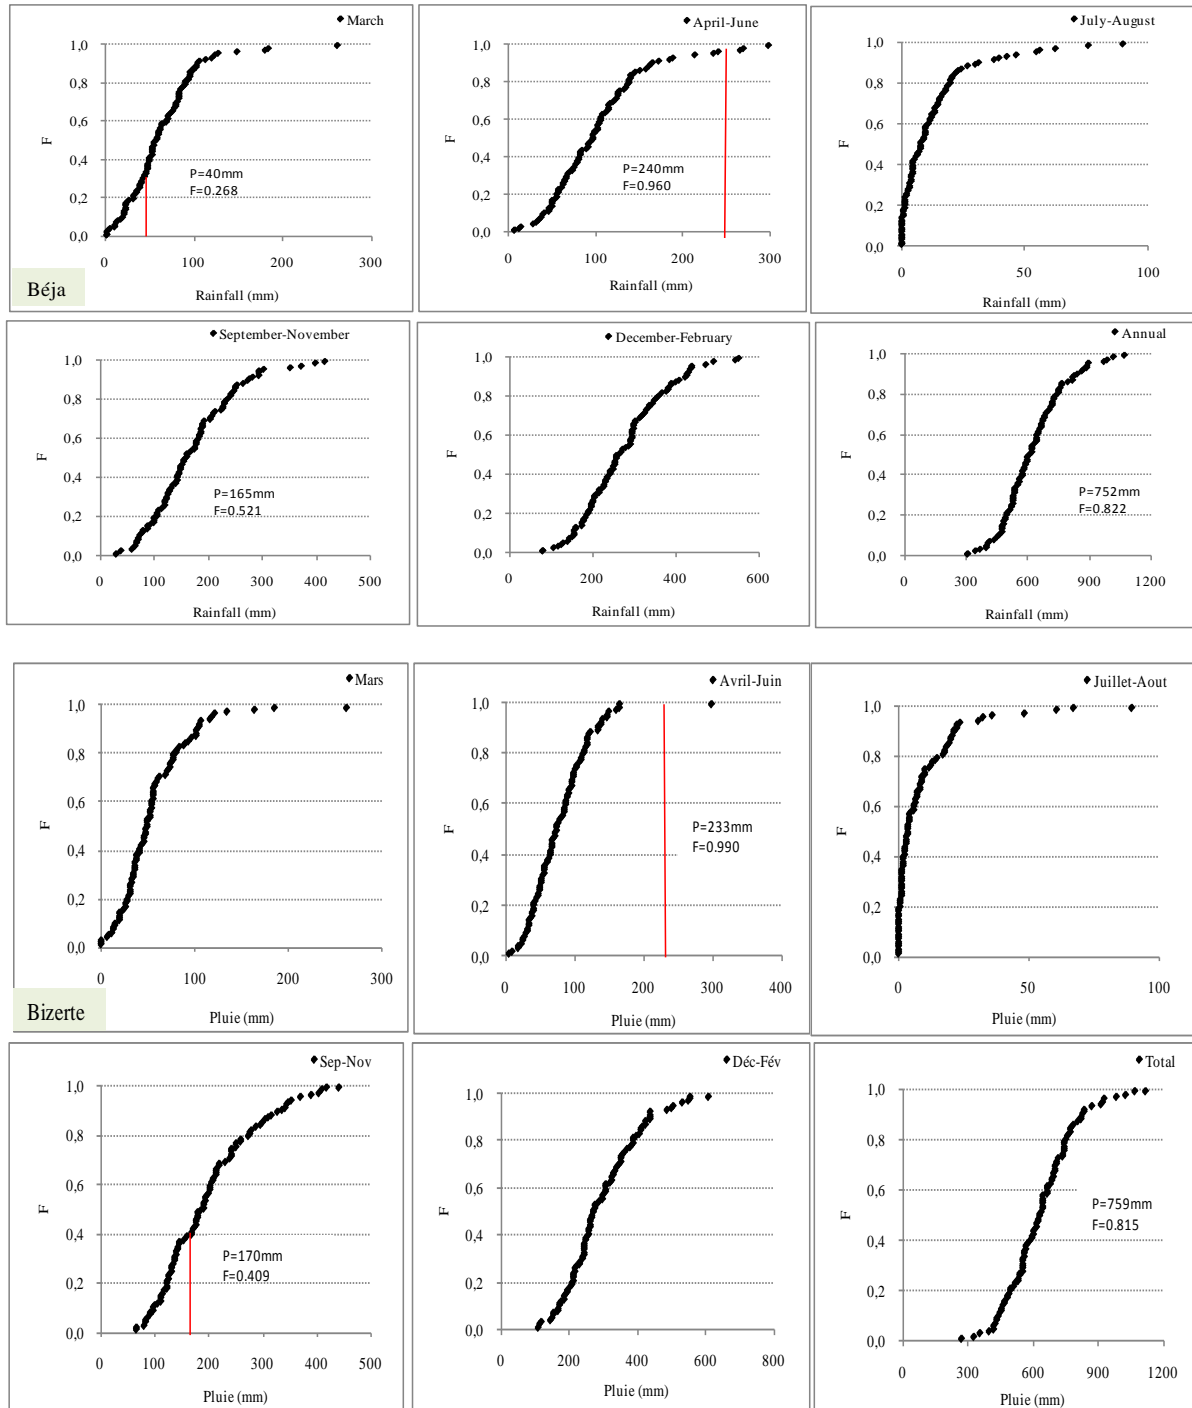 March
1,0
0,8
0,6
0,4
0,2
0,0
F
P=40mm
F=0.268
0 100 200 300
Rainfall (mm)
Béja
April-June
1,0
0,8
0,6
0,4
0,2
0,0
F
P=240mm
F=0.960
0 100 200 300
Rainfall (mm)
July-August
1,0
0,8
0,6
0,4
0,2
0,0
F
0 50 100
Rainfall (mm)
September-November
1,0
0,8
0,6
0,4
0,2
0,0
F
P=165mm
F=0.521
0 100 200 300 400 500
Rainfall (mm)
December-February
1,0
0,8
0,6
0,4
0,2
0,0
F
0 200 400 600
Rainfall (mm)
Annual
1,0
0,8
0,6
0,4
0,2
0,0
F
P=752mm
F=0.822
0 300 600 900 1200
Rainfall (mm)
Mars
1,0
0,8
0,6
0,4
0,2
0,0
F
0 100 200 300
Pluie (mm)
Bizerte
Avril-Juin
1,0
0,8
0,6
0,4
0,2
0,0
F
P=233mm
F=0.990
0 100 200 300 400
Pluie (mm)
Juillet-Aout
1,0
0,8
0,6
0,4
0,2
0,0
F
0 50 100
Pluie (mm)
Sep-Nov
1,0
0,8
0,6
0,4
0,2
0,0
F
P=170mm
F=0.409
0 100 200 300 400 500
Pluie (mm)
Déc-Fév
1,0
0,8
0,6
0,4
0,2
0,0
F
0 200 400 600 800
Pluie (mm)
Total
1,0
0,8
0,6
0,4
0,2
0,0
F
P=759mm
F=0.815
0 300 600 900 1200
Pluie (mm)